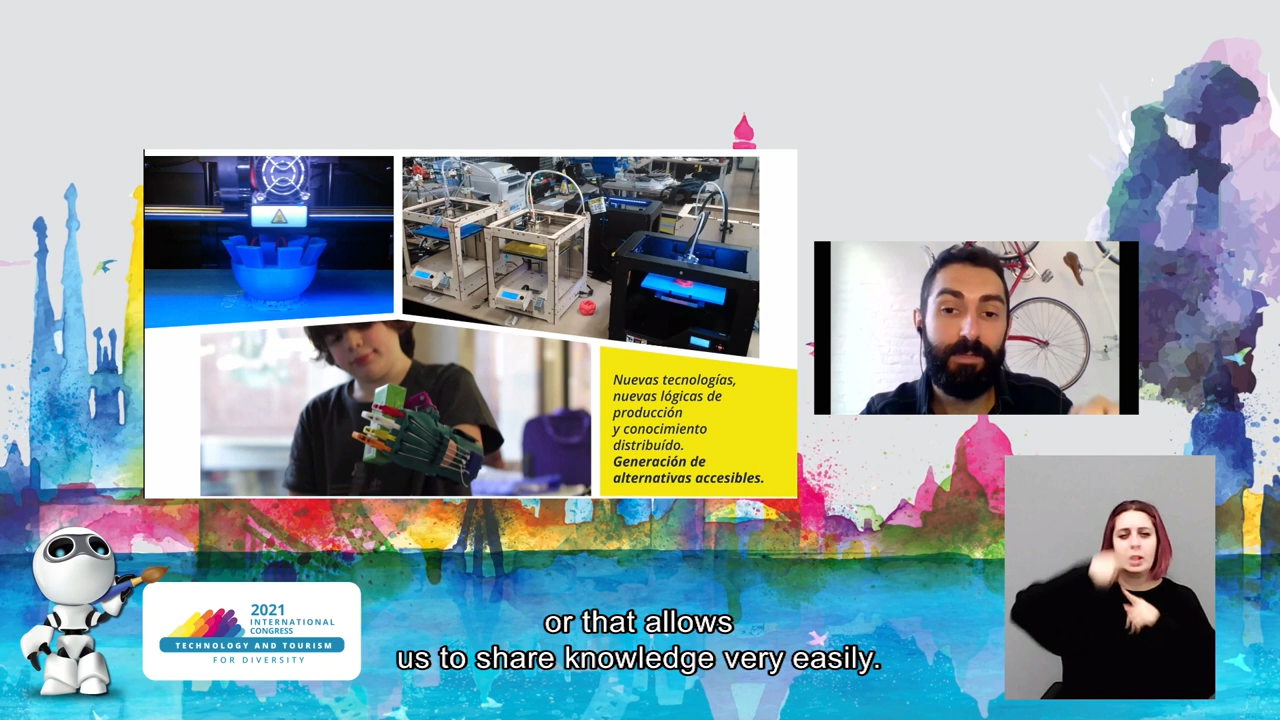 Nuevas tecnologías,
nuevas lógicas de
producción
y conocimiento
distribuído.
Generación de
alternativas accesibles.
2021
INTERNATIONAL
CONGRESS
TECHNOLOGY AND TOURISM
FOR DIVERSITY
or that allows
us to share knowledge very easily.